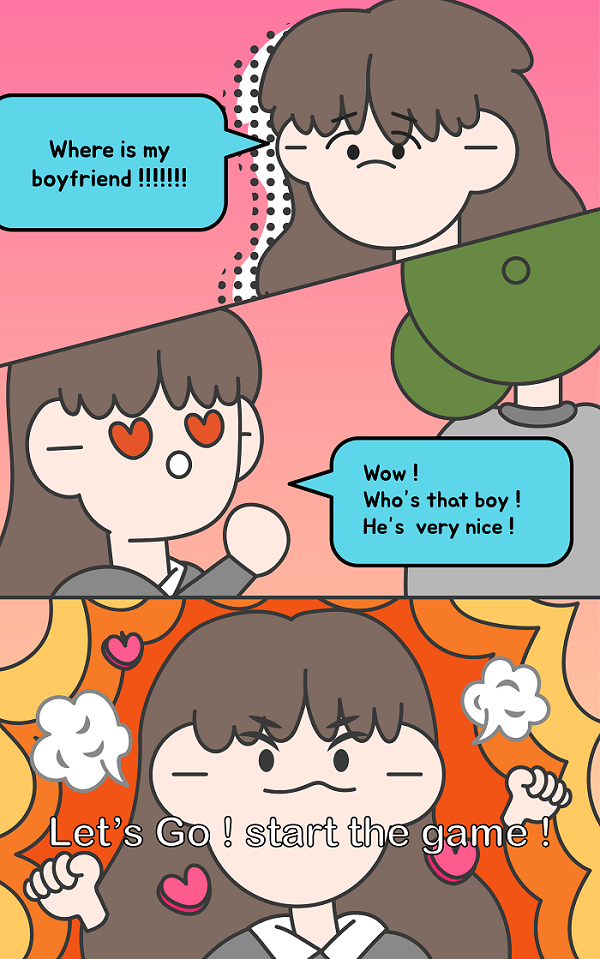 Where is my
boyfriend !!!!!!!
Wow !
Who's that boy !
He's very nice !
Let's Go ! start the game !